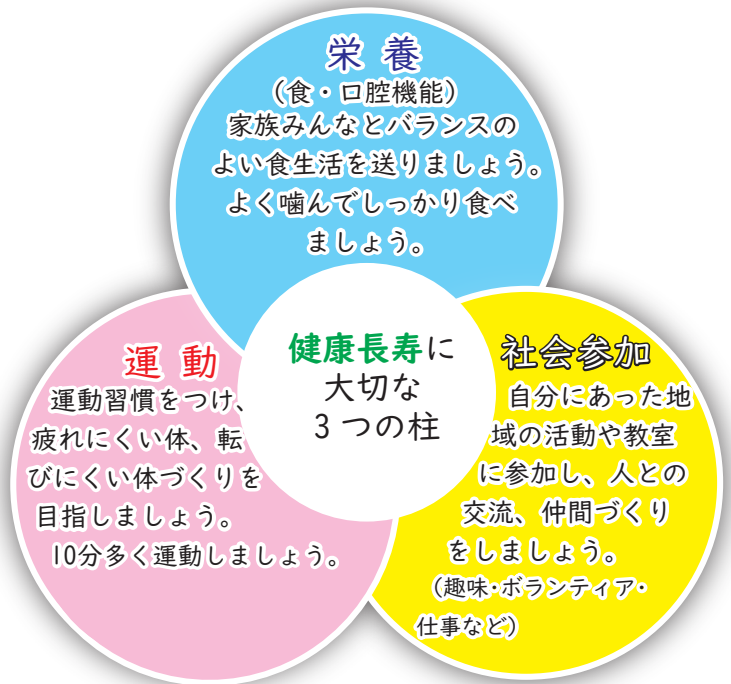 栄 養
(食・口腔機能)
家族みんなとバランスの
よい食生活を送りましょう。
よく噛んでしっかり食べ
ましょう。
健康長寿に
大切な
3つの柱
運 動
運動習慣をつけ、
疲れにくい体、転
びにくい体づくりを
目指しましょう。
10分多く運動しましょう。
社会参加
自分にあった地
域の活動や教室
に参加し、人との
交流、仲間づくり
をしましょう。
(趣味・ボランティア・
仕事など)